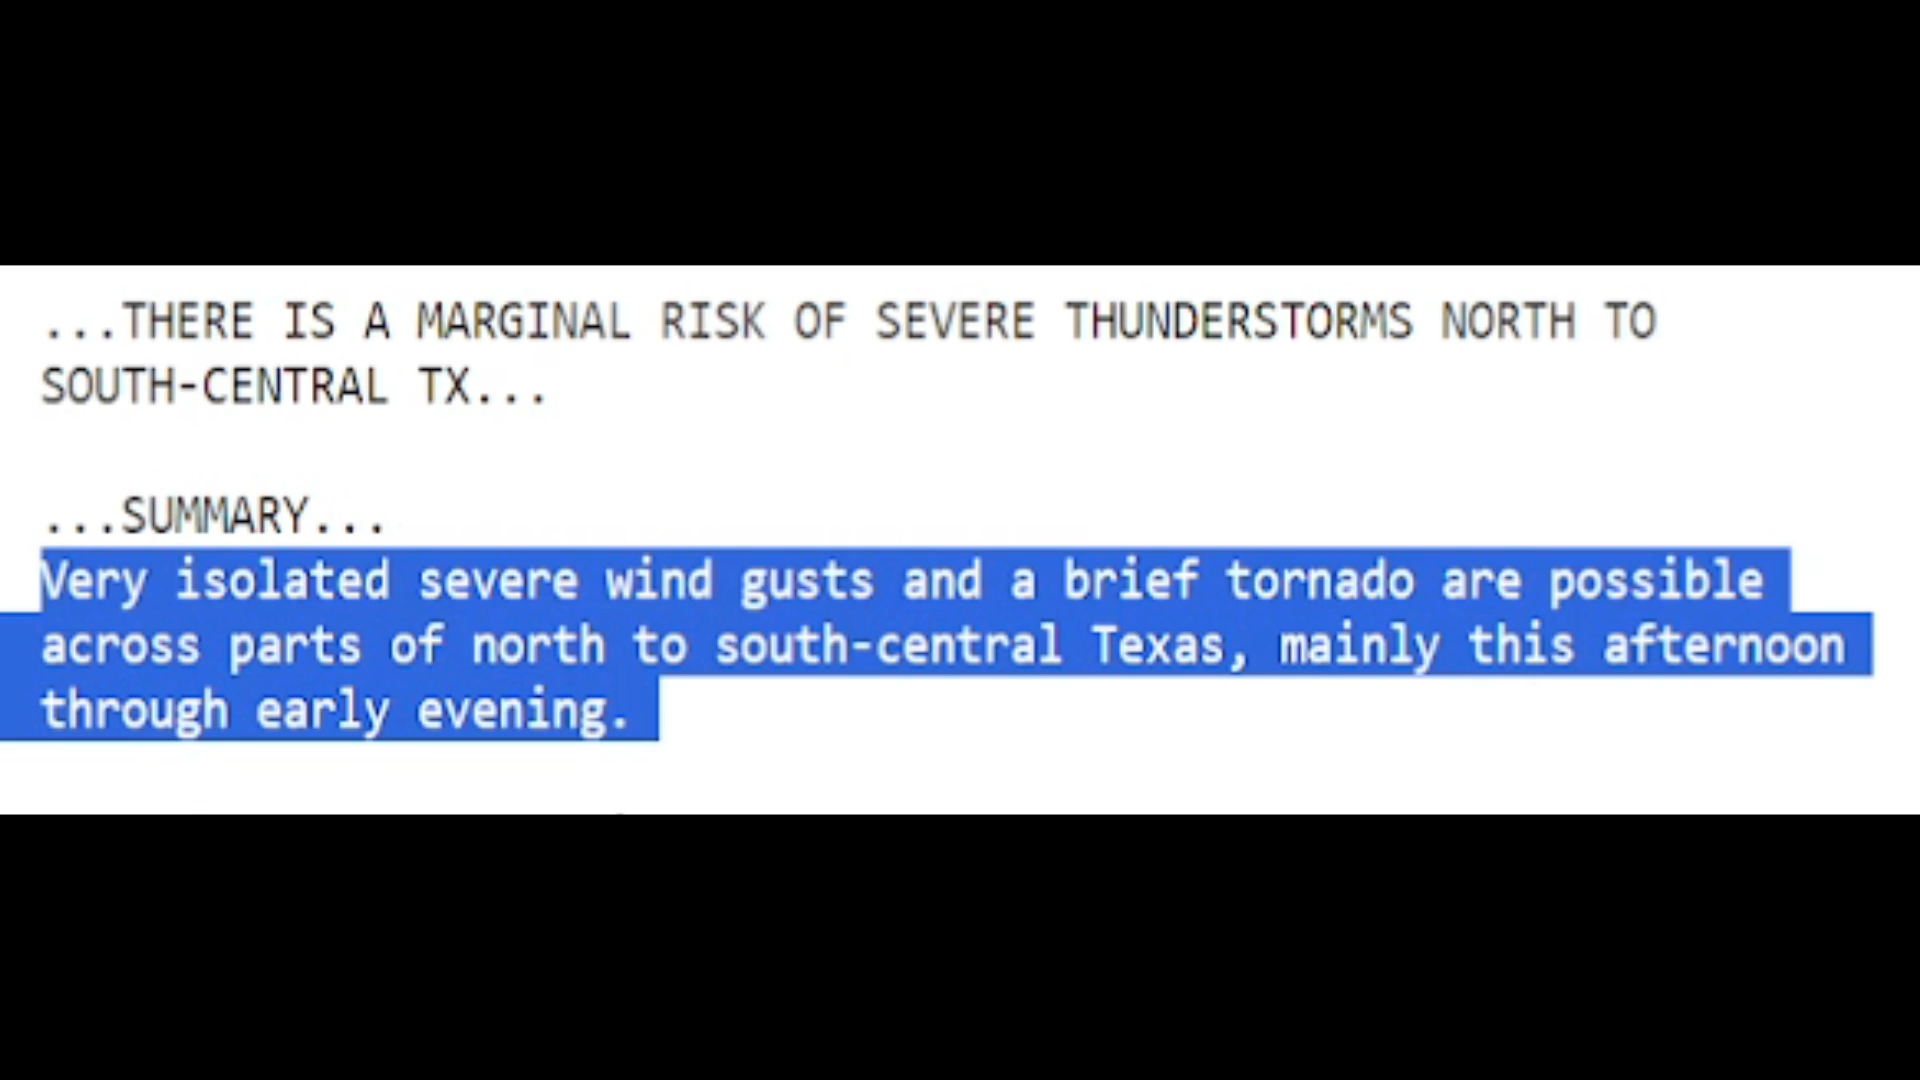 ...THERE IS A MARGINAL RISK OF SEVERE THUNDERSTORMS NORTH TO
SOUTH-CENTRAL TX...
...SUMMARY...
Very isolated severe wind gusts and a brief tornado are possible
across parts of north to south-central Texas, mainly this afternoon
through early evening.